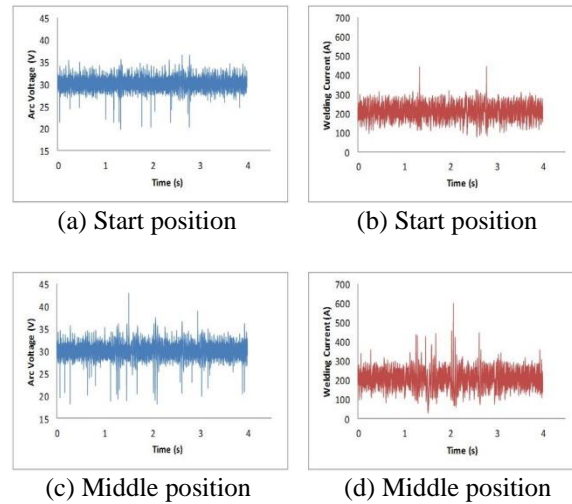 45
40
35
30
25
20
15
Arc Voltage (V)
0 1 2 3 4
Time (s)
(a) Start position
700
600
500
400
300
200
100
0
Welding Current (A)
0 1 2 3 4
Time (s)
(b) Start position
45
40
35
30
25
20
15
Arc Voltage (V)
0 1 2 3 4
Time (s)
(c) Middle position
700
600
500
400
300
200
100
0
Welding Current (A)
0 1 2 3 4
Time (s)
(d) Middle position